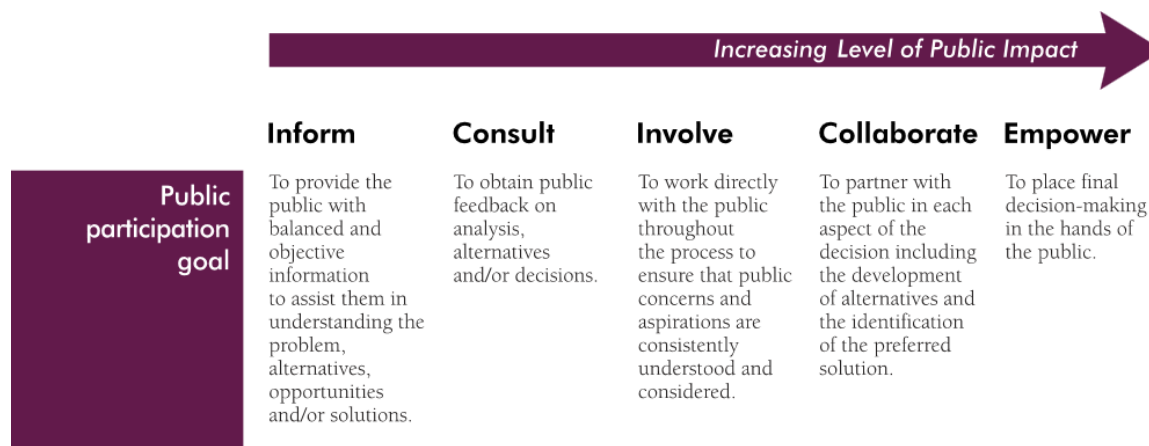 Increasing Level of Public Impact
Inform
Consult
Involve
Collaborate
Empower
Public
participation
goal
To provide the
public with
balanced and
objective
information
to assist them in
understanding the
problem,
alternatives,
opportunities
and/or solutions.
To obtain public
feedback on
analysis,
alternatives
and/or decisions.
To work directly
with the public
throughout
the process to
ensure that public
concerns and
aspirations are
consistently
understood and
considered.
To partner with
the public in each
aspect of the
decision including
the development
of alternatives and
the identification
of the preferred
solution.
To place final
decision-making
in the hands of
the public.